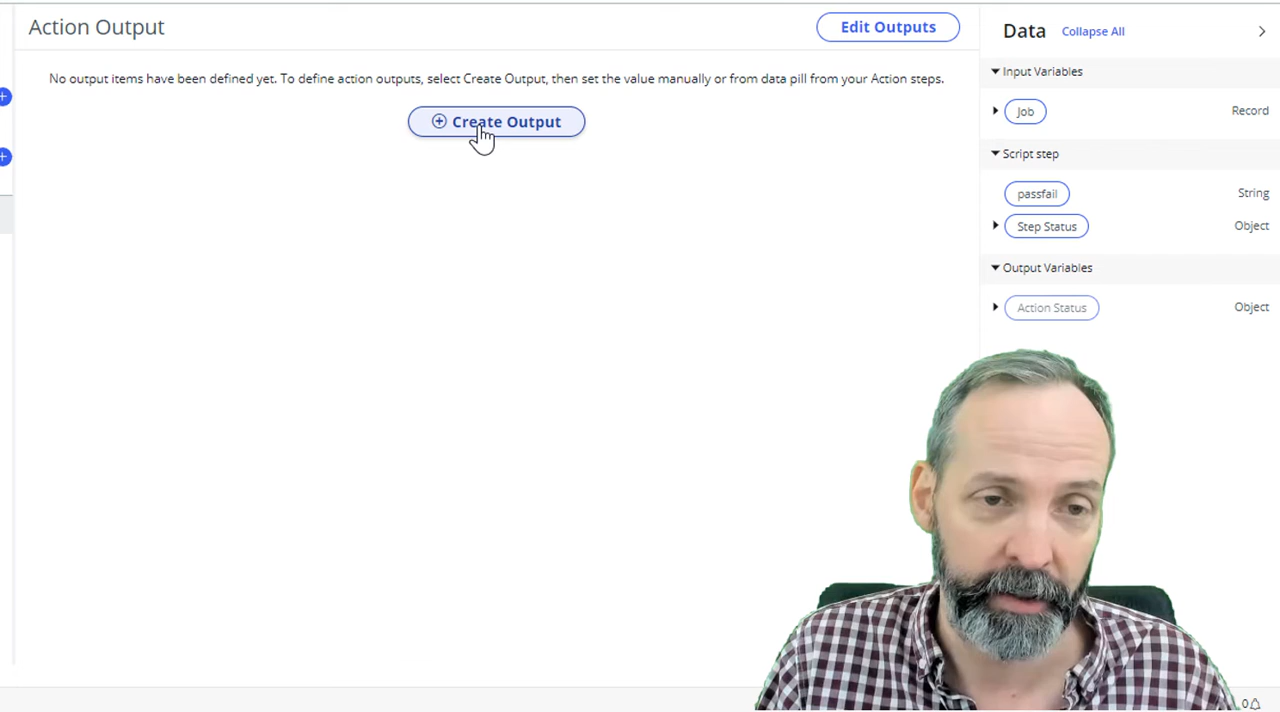 Action Output
Edit Outputs
No output items have been defined yet. To define action outputs, select Create Output, then set the value manually or from data pill from your Action steps.
Create Output
Data Collapse All
Input Variables
Job Record
Script step
passfail String
Step Status Object
Output Variables
Action Status Object
0